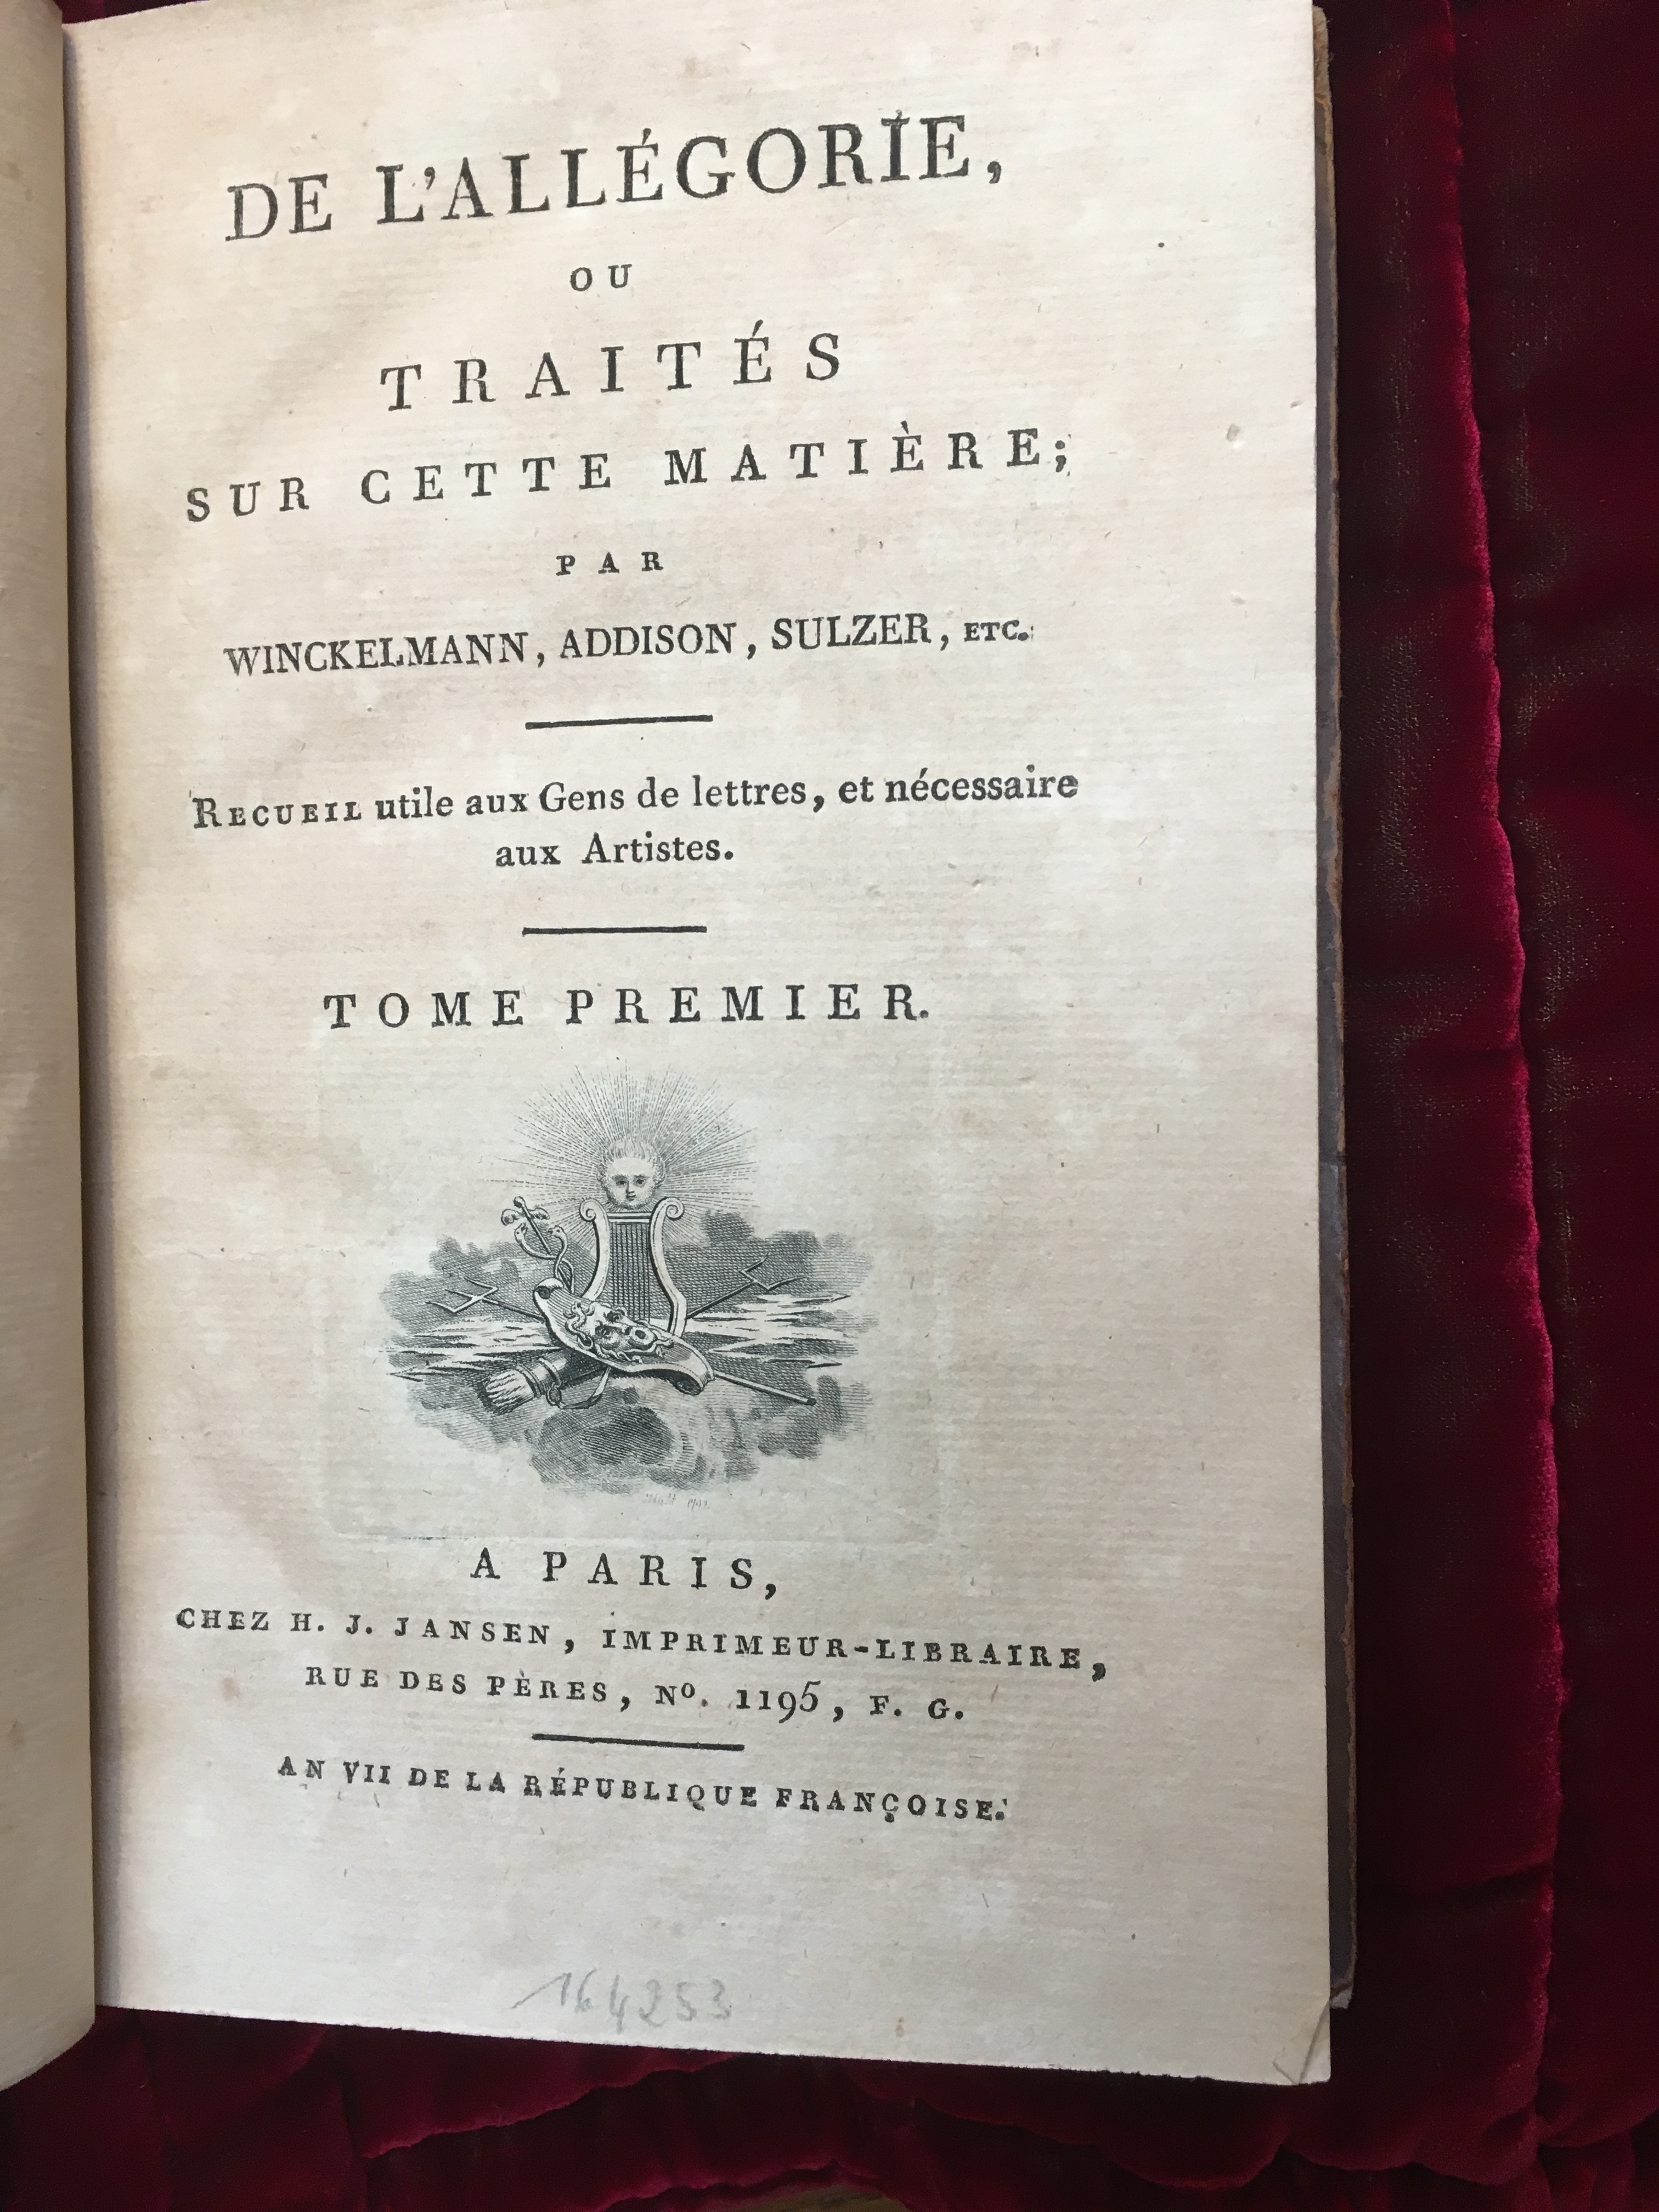 DE L'ALLÉGORIE,
OU
TRAITÉS
SUR CETTE MATIÈRE;
PAR
WINCKELMANN, ADDISON, SULZER, ETC.
RECUEIL utile aux Gens de lettres, et nécessaire
aux Artistes.
TOME PREMIER.
A PARIS,
CHEZ H. J. JANSEN, IMPRIMEUR-LIBRAIRE,
RUE DES PÈRES, Nº. 1195, F. G.
AN VII DE LA RÉPUBLIQUE FRANÇOISE.
164253